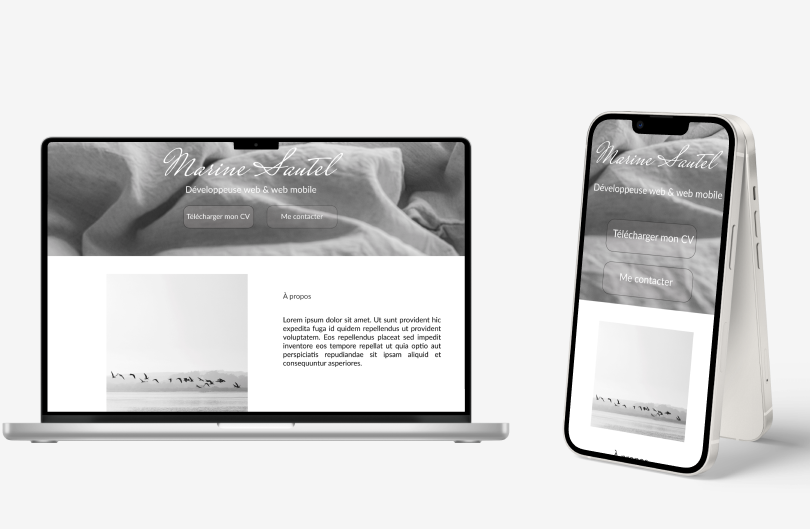 Marine Sautel
Développeuse web & web mobile
Télécharger mon CV
Me contacter
À propos
Lorem ipsum dolor sit amet. Ut sunt provident hic
expedita fuga id quidem repellendus ut provident
voluptatem. Eos repellendus placeat sed impedit
inventore eos tempore repellat ut quia optio aut
perspiciatis repudiandae sit ipsam aliquid et
consequuntur asperiores.
Marine Sautel
Développeuse web & web mobile
Télécharger mon CV
Me contacter
À propos